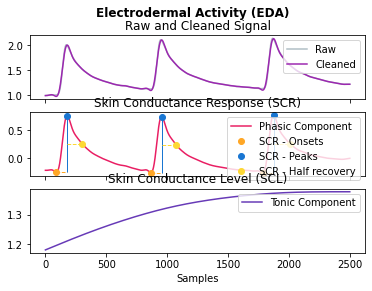 Electrodermal Activity (EDA)
Raw and Cleaned Signal
2.0
1.5
1.0
Raw
Cleaned
Skin Conductance Response (SCR)
0.5
0.0
Phasic Component
SCR - Onsets
SCR - Peaks
SCR - Half recovery
Skin Conductance Level (SCL)
1.3
1.2
Tonic Component
0 500 1000 1500 2000 2500
Samples